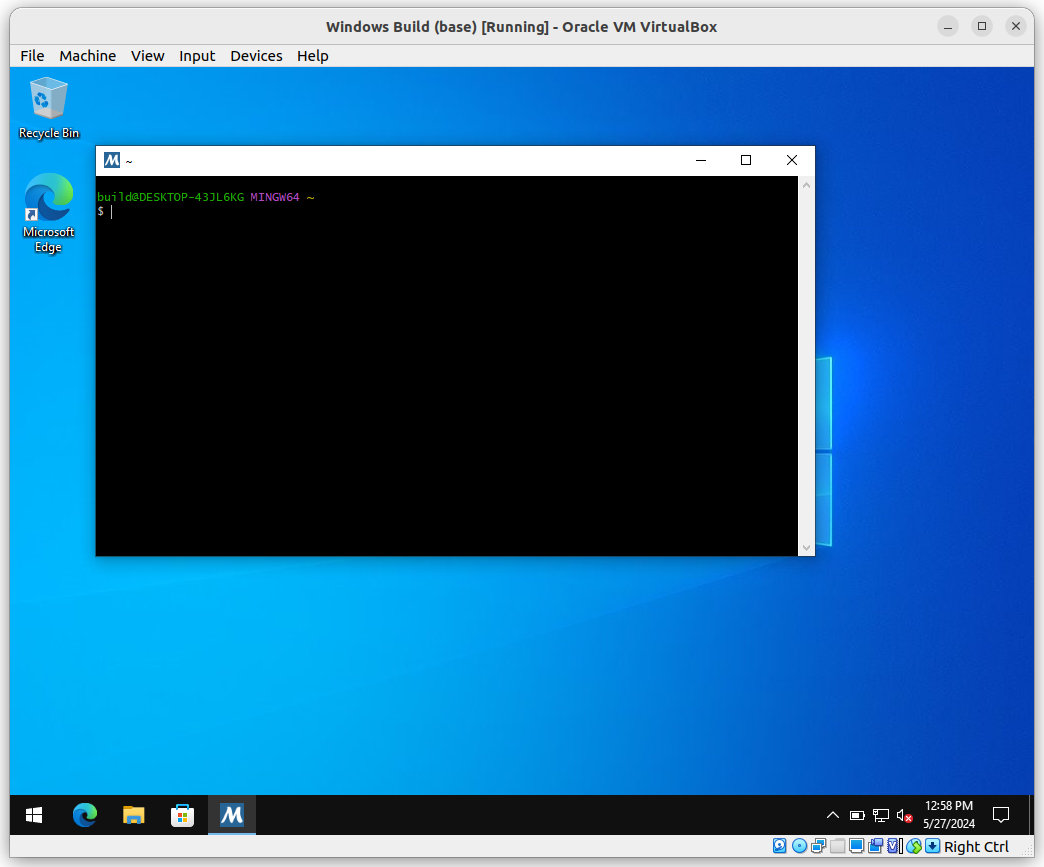 Windows Build (base) [Running] - Oracle VM VirtualBox
File Machine View Input Devices Help
Recycle Bin
Microsoft
Edge
~
build@DESKTOP-43JL6KG MINGW64 ~
$
12:58 PM
5/27/2024
Right Ctrl